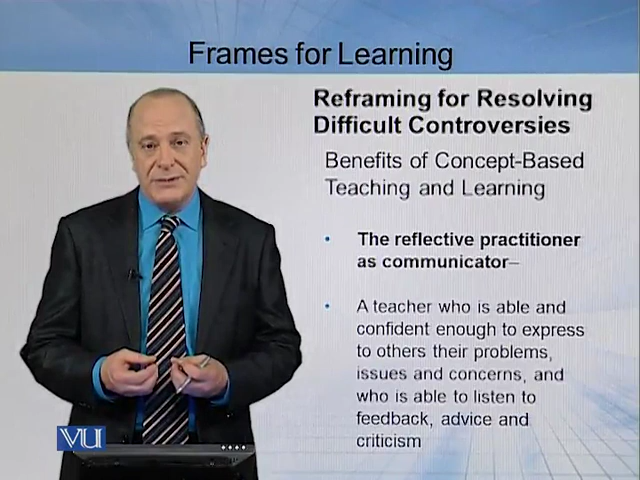 Frames for Learning
Reframing for Resolving
Difficult Controversies
Benefits of Concept-Based
Teaching and Learning
• The reflective practitioner
as communicator–
• A teacher who is able and
confident enough to express
to others their problems,
issues and concerns, and
who is able to listen to
feedback, advice and
criticism
VU